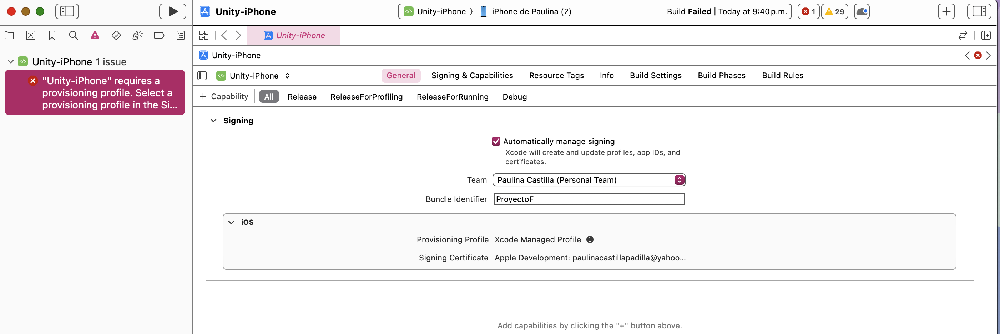 Unity-iPhone
Unity-iPhone
iPhone de Paulina (2)
Build Failed | Today at 9:40 p.m.
1
29
Unity-iPhone
Unity-iPhone 1 issue
Unity-iPhone
"Unity-iPhone" requires a
provisioning profile. Select a
provisioning profile in the Si...
Unity-iPhone
General
Signing & Capabilities
Resource Tags
Info
Build Settings
Build Phases
Build Rules
+ Capability
All
Release
ReleaseForProfiling
ReleaseForRunning
Debug
Signing
Automatically manage signing
Xcode will create and update profiles, app IDs, and
certificates.
Team Paulina Castilla (Personal Team)
Bundle Identifier ProyectoF
iOS
Provisioning Profile Xcode Managed Profile
Signing Certificate Apple Development: paulinacastillapadilla@yahoo...
Add capabilities by clicking the "+" button above.